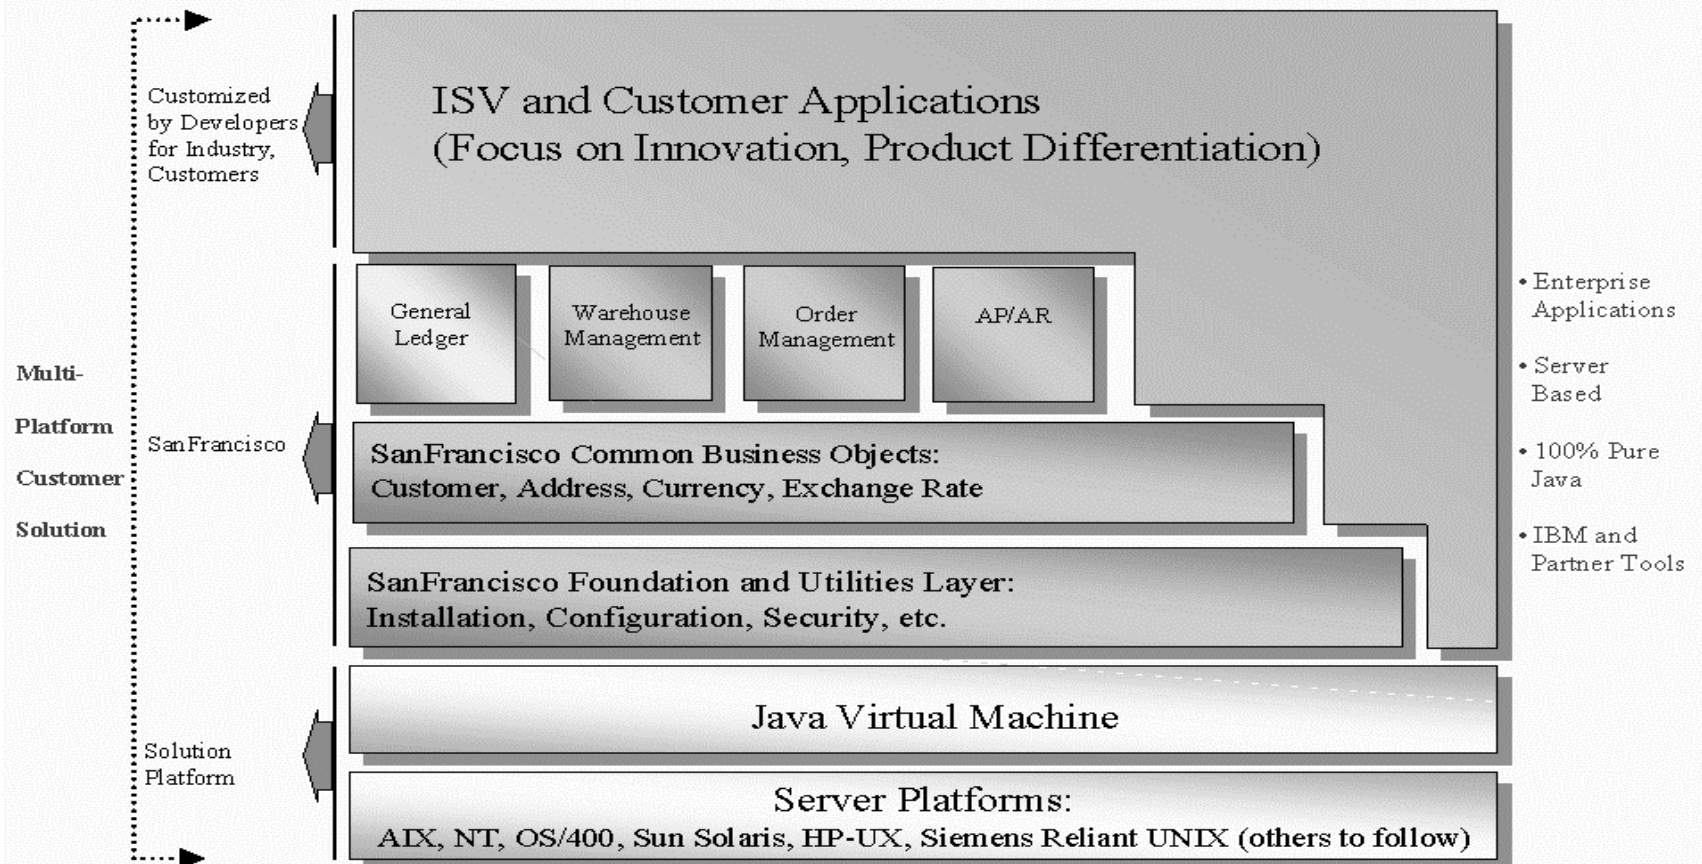 Customized
by Developers
for Industry,
Customers
ISV and Customer Applications
(Focus on Innovation, Product Differentiation)
General
Ledger
Warehouse
Management
Order
Management
AP/AR
Multi-
Platform
Customer
Solution
SanFrancisco
SanFrancisco Common Business Objects:
Customer, Address, Currency, Exchange Rate
SanFrancisco Foundation and Utilities Layer:
Installation, Configuration, Security, etc.
• Enterprise
Applications
• Server
Based
• 100% Pure
Java
• IBM and
Partner Tools
Solution
Platform
Java Virtual Machine
Server Platforms:
AIX, NT, OS/400, Sun Solaris, HP-UX, Siemens Reliant UNIX (others to follow)